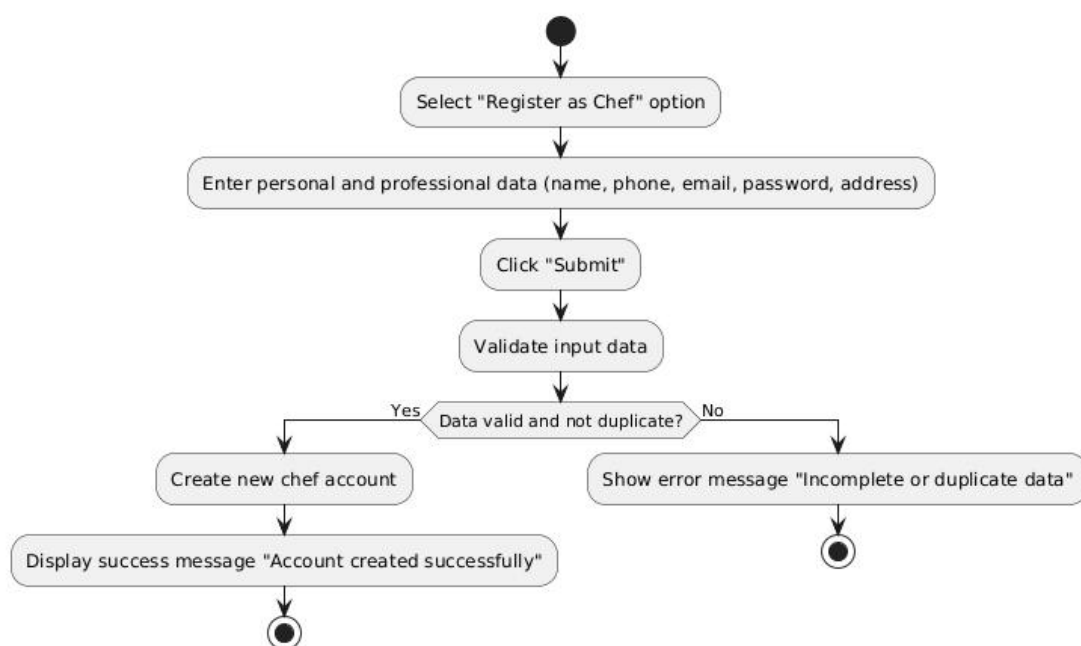 Select "Register as Chef" option
Enter personal and professional data (name, phone, email, password, address)
Click "Submit"
Validate input data
Yes
Data valid and not duplicate?
No
Create new chef account
Show error message "Incomplete or duplicate data"
Display success message "Account created successfully"